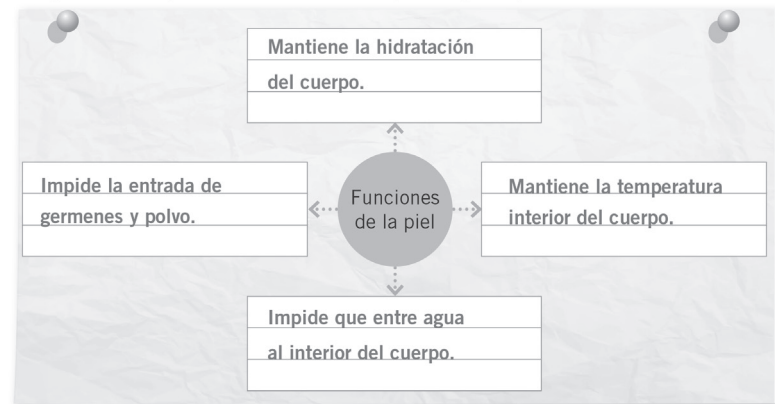 Mantiene la hidratación
del cuerpo.
Impide la entrada de
germenes y polvo.
Funciones
de la piel
Mantiene la temperatura
interior del cuerpo.
Impide que entre agua
al interior del cuerpo.